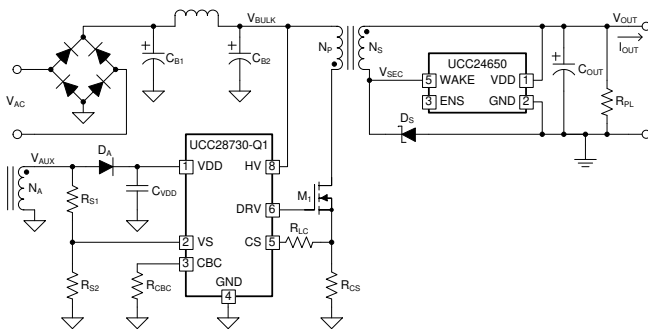 V_BULK
V_OUT
I_OUT
N_P
N_S
UCC24650
C_B1
C_B2
V_SEC
5 WAKE VDD 1
C_OUT
V_AC
3 ENS GND 2
R_PL
D_S
UCC28730-Q1
V_AUX
D_A
1 VDD HV 8
N_A
C_VDD
M_1
R_S1
DRV 6
R_LC
2 VS CS 5
3 CBC
R_S2
R_CBC
GND
4
R_CS